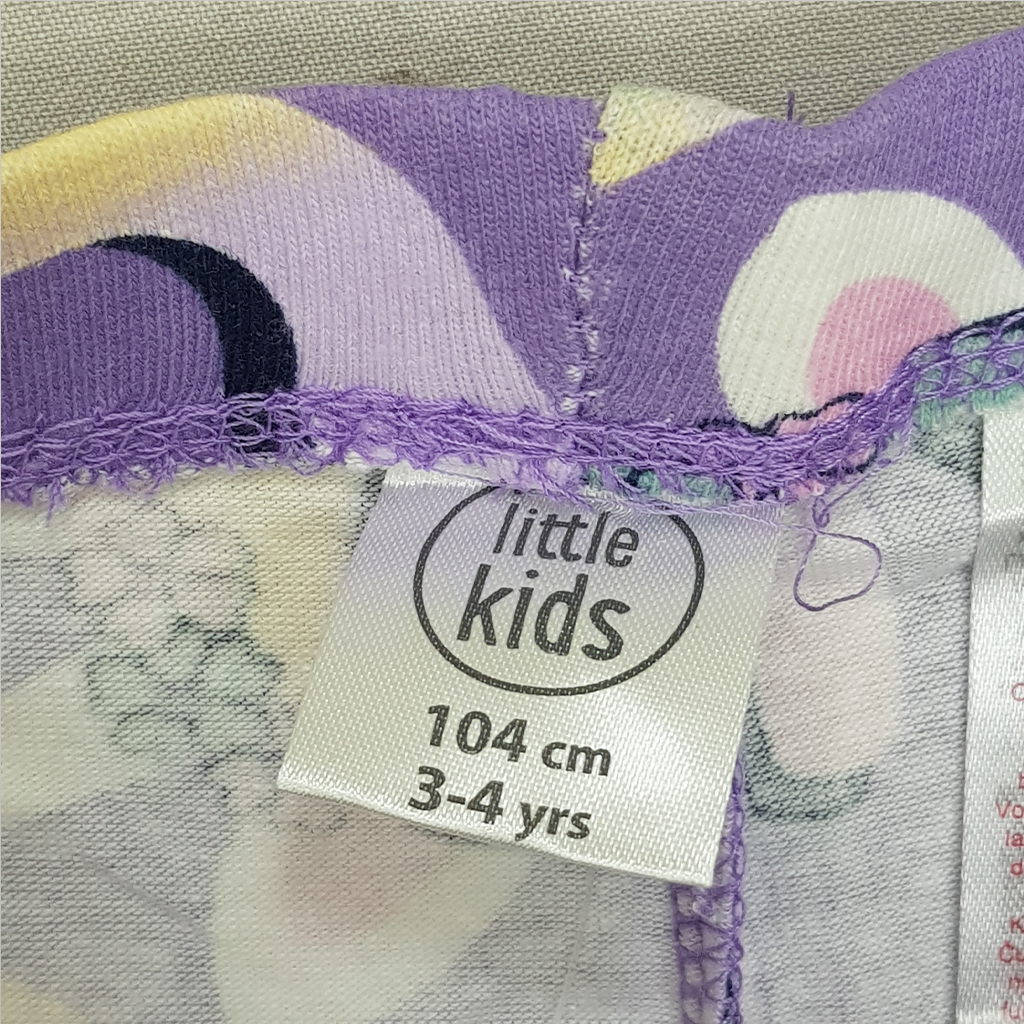 little
kids
104 cm
3-4 yrs